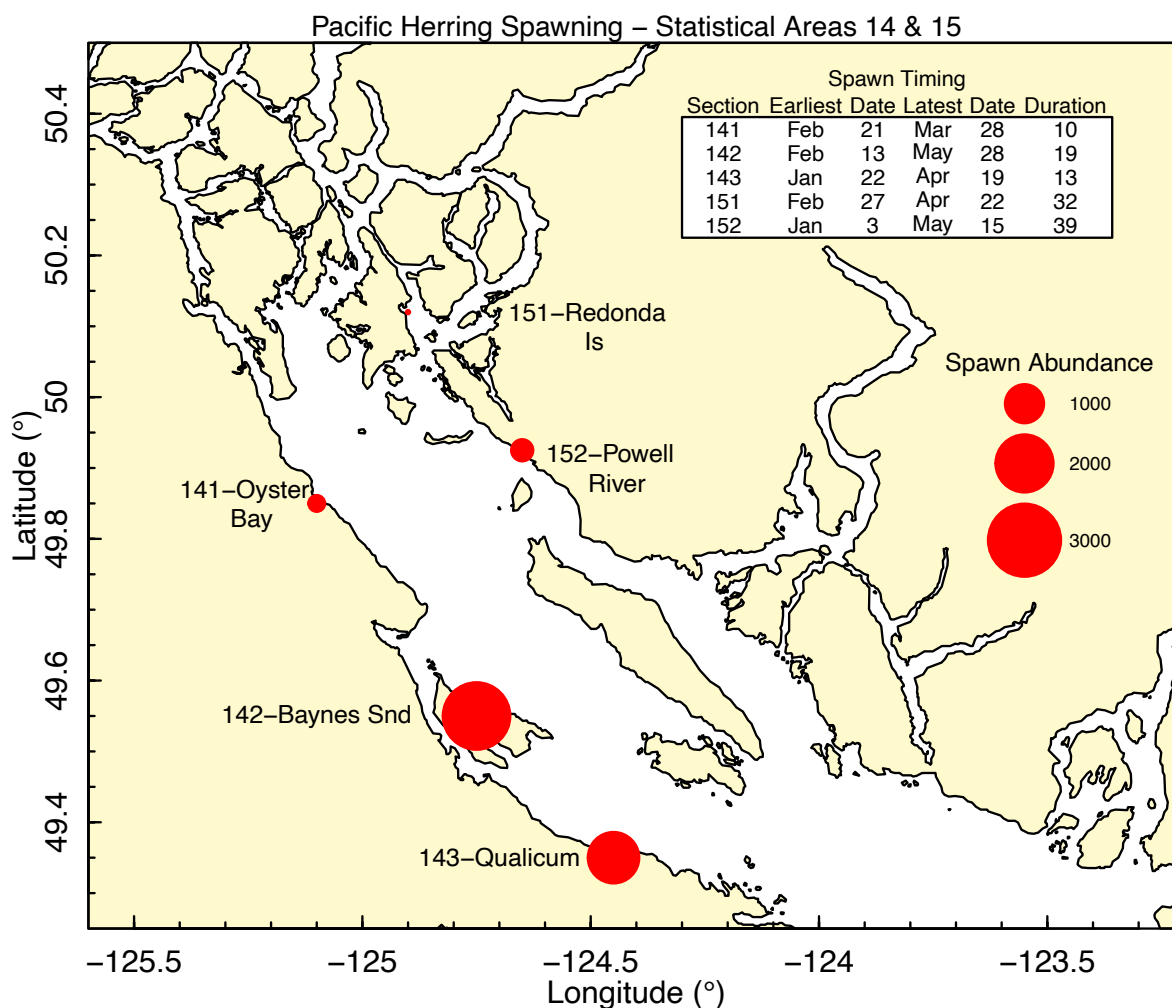 Pacific Herring Spawning − Statistical Areas 14 & 15
Spawn Timing
Section Earliest Date Latest Date Duration
141 Feb 21 Mar 28 10
142 Feb 13 May 28 19
143 Jan 22 Apr 19 13
151 Feb 27 Apr 22 32
152 Jan 3 May 15 39
151−Redonda
Is
Spawn Abundance
1000
2000
3000
152−Powell
River
141−Oyster
Bay
142−Baynes Snd
143−Qualicum
Latitude (°)
50.4
50.2
50
49.8
49.6
49.4
−125.5 −125 −124.5 −124 −123.5
Longitude (°)